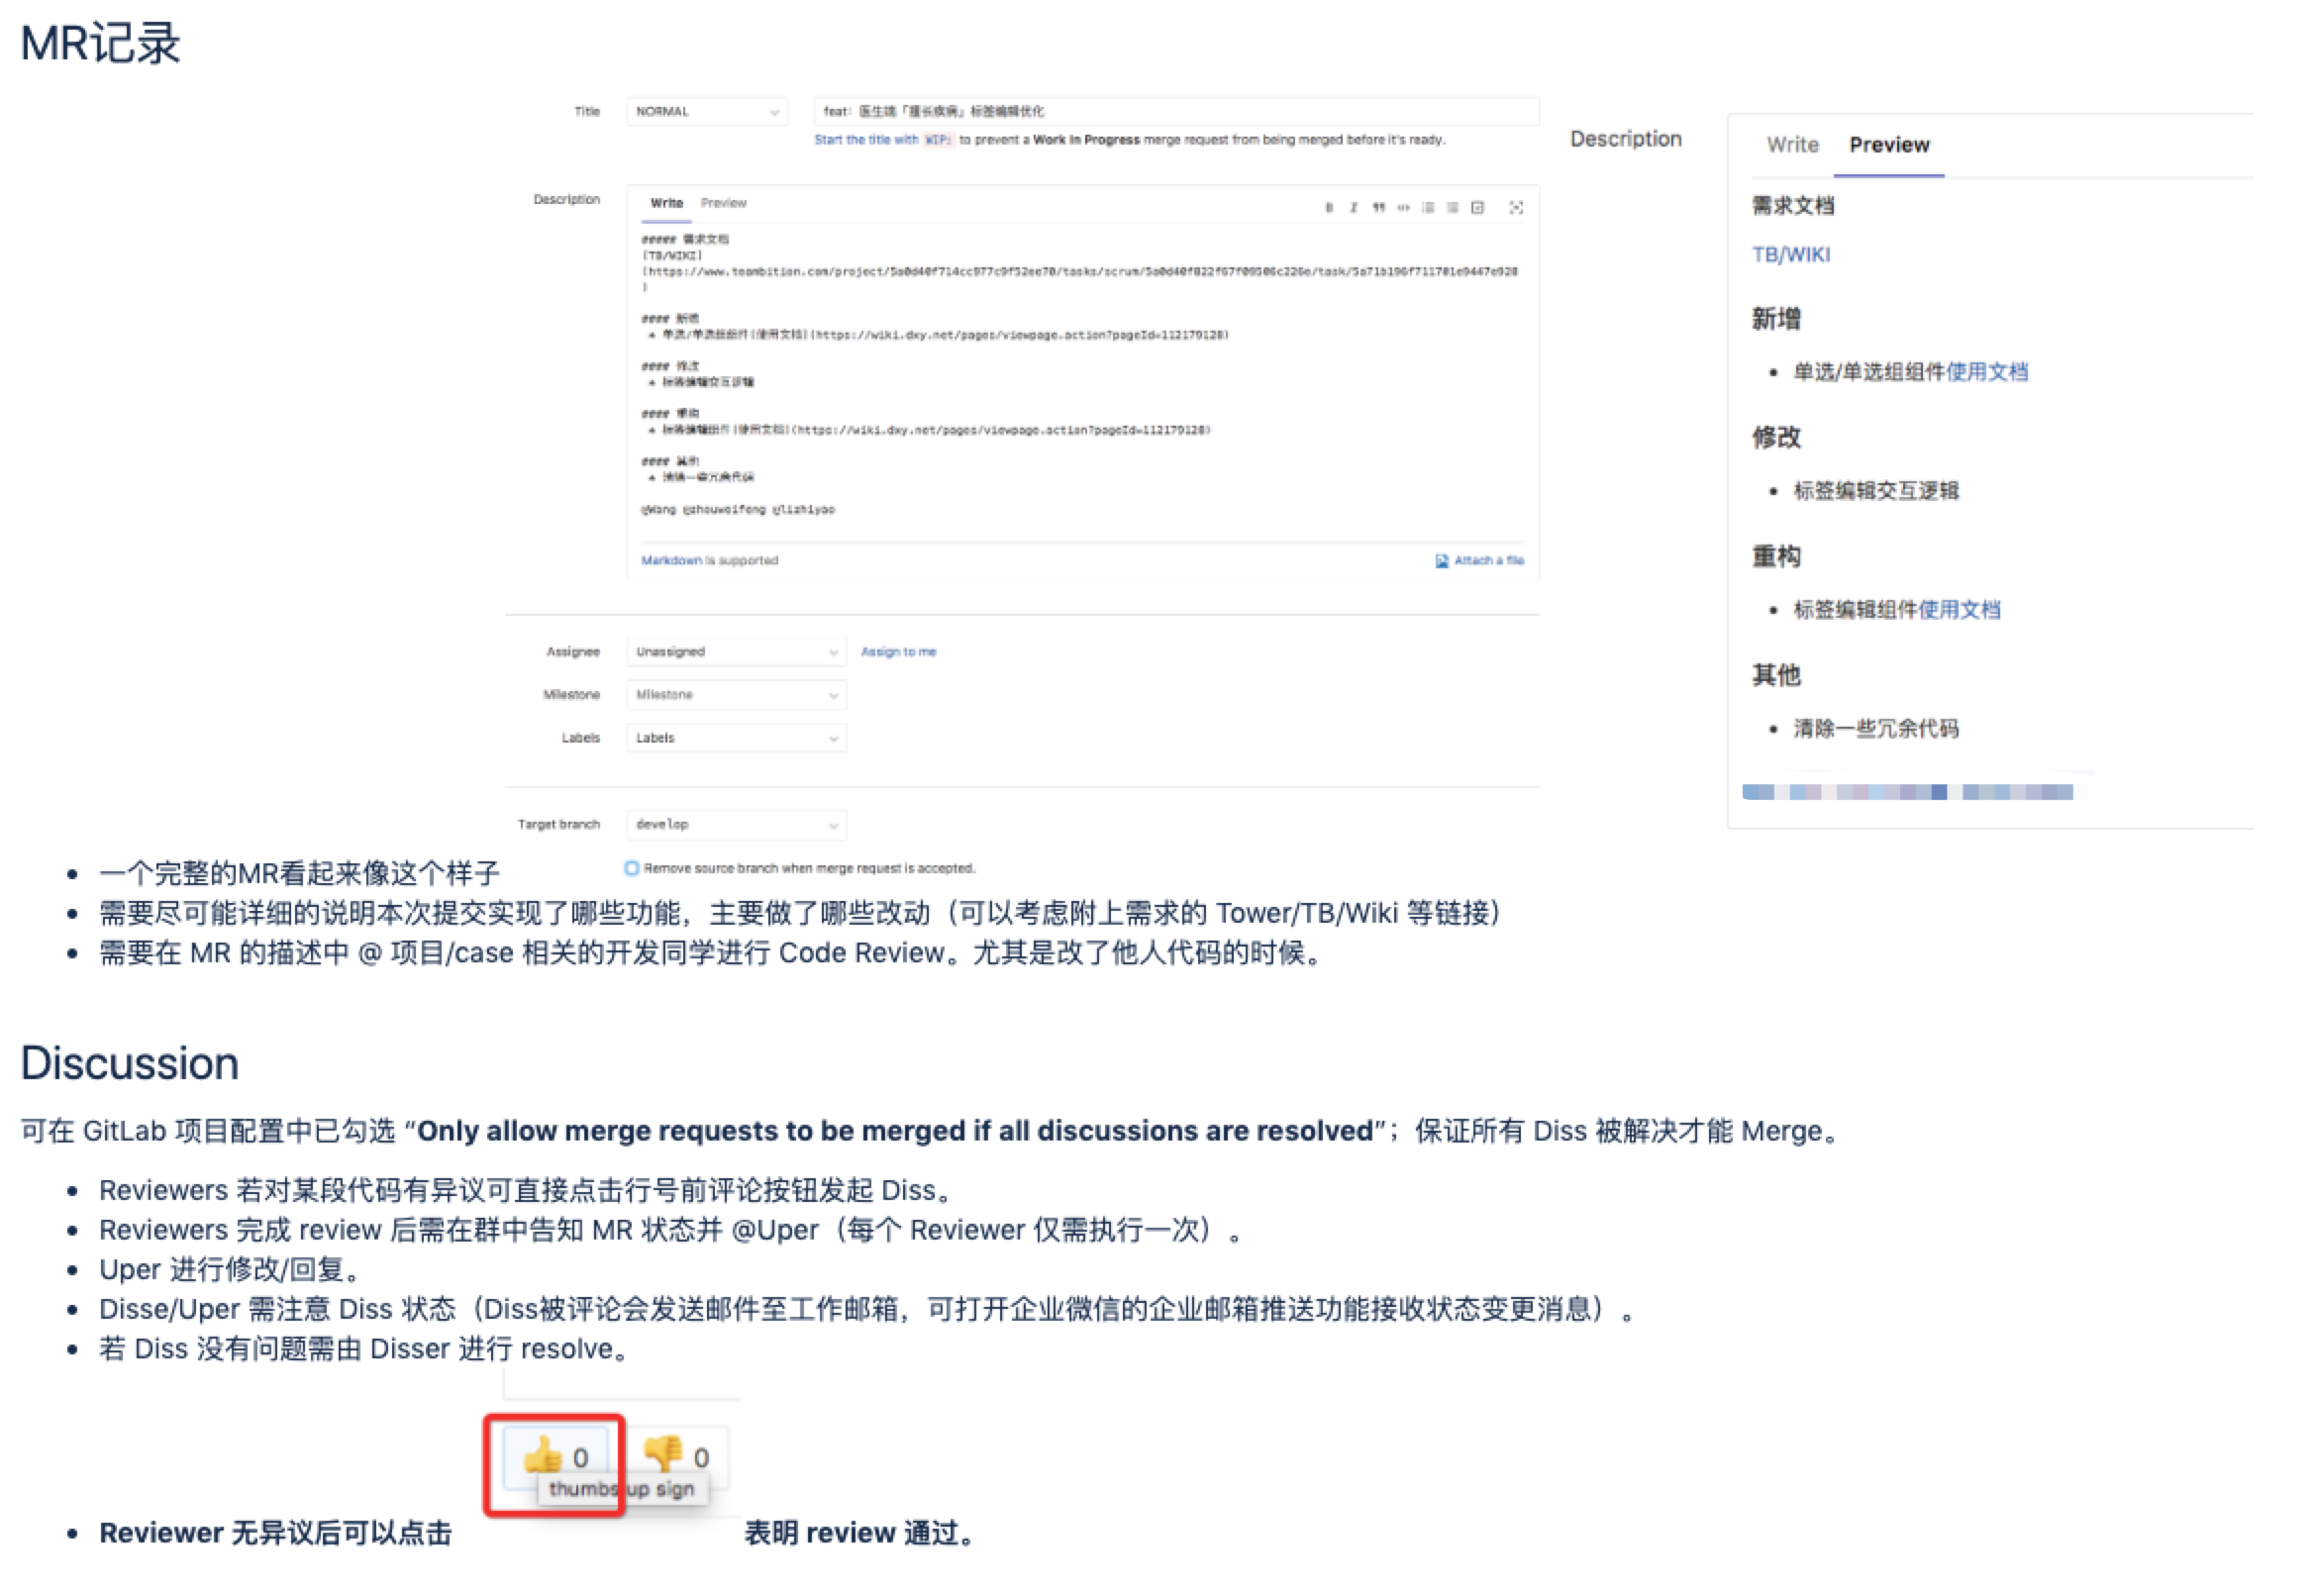 MR记录
Title
NORMAL
feat: 医生端「擅长疾病」标签编辑优化
Start the title with WIP: to prevent a Work In Progress merge request from being merged before it's ready.
Description
Write Preview
##### 需求文档
[TB/WIKI]
(https://www.teambition.com/project/5a0d40f714cc977c9f52ee70/tasks/scrum/5a0d40f822f67f09506c226e/task/5a71b196f711701e9447e928
)
#### 新增
* 单选/单选组组件[使用文档](https://wiki.dxy.net/pages/viewpage.action?pageId=112179128)
#### 修改
* 标签编辑交互逻辑
#### 重构
* 标签编辑组件[使用文档](https://wiki.dxy.net/pages/viewpage.action?pageId=112179128)
#### 其他
* 清除一些冗余代码
@Wang @zhouweifeng @lizhiyao
Markdown is supported
Attach a file
Assignee
Unassigned
Assign to me
Milestone
Milestone
Labels
Labels
Target branch
develop
Remove source branch when merge request is accepted.
Description
Write Preview
需求文档
TB/WIKI
新增
• 单选/单选组组件使用文档
修改
• 标签编辑交互逻辑
重构
• 标签编辑组件使用文档
其他
• 清除一些冗余代码
• 一个完整的MR看起来像这个样子
• 需要尽可能详细的说明本次提交实现了哪些功能，主要做了哪些改动（可以考虑附上需求的 Tower/TB/Wiki 等链接）
• 需要在 MR 的描述中 @ 项目/case 相关的开发同学进行 Code Review。尤其是改了他人代码的时候。
Discussion
可在 GitLab 项目配置中已勾选 “Only allow merge requests to be merged if all discussions are resolved”；保证所有 Diss 被解决才能 Merge。
• Reviewers 若对某段代码有异议可直接点击行号前评论按钮发起 Diss。
• Reviewers 完成 review 后需在群中告知 MR 状态并 @Uper（每个 Reviewer 仅需执行一次）。
• Uper 进行修改/回复。
• Disse/Uper 需注意 Diss 状态（Diss被评论会发送邮件至工作邮箱，可打开企业微信的企业邮箱推送功能接收状态变更消息）。
• 若 Diss 没有问题需由 Disser 进行 resolve。
👍 0 👎 0
thumbs up sign
• Reviewer 无异议后可以点击 表明 review 通过。